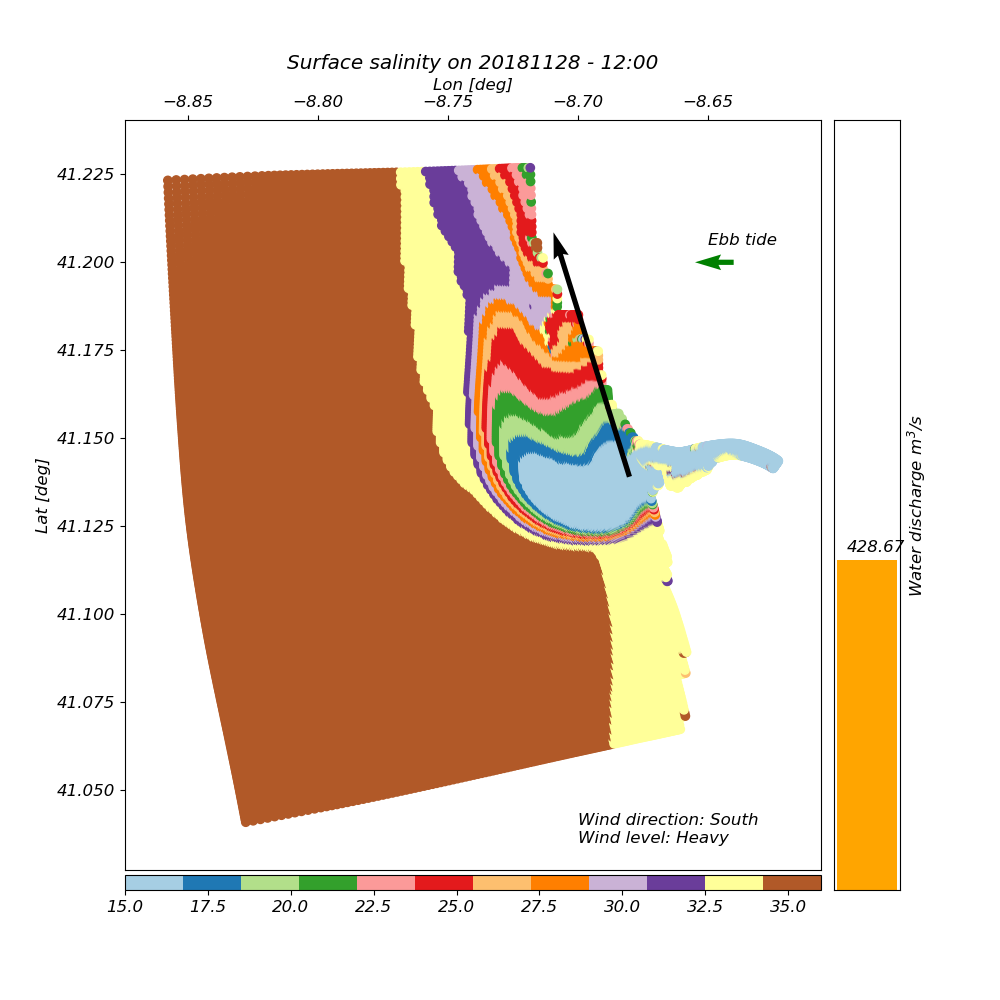 Surface salinity on 20181128 - 12:00
Lon [deg]
−8.85 −8.80 −8.75 −8.70 −8.65
41.225
41.200
41.175
41.150
41.125
41.100
41.075
41.050
Lat [deg]
Ebb tide
Wind direction: South
Wind level: Heavy
15.0 17.5 20.0 22.5 25.0 27.5 30.0 32.5 35.0
428.67
Water discharge m³/s